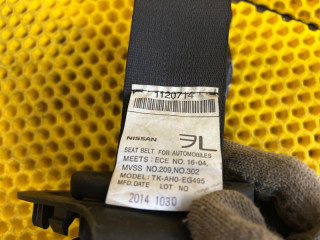 1120714
NISSAN
SEAT BELT FOR AUTOMOBILES
MEETS: ECE NO. 16-04,
MVSS NO.209,NO.302
MODEL: TK-AH0-EG495
MFD.DATE LOT NO
2014 1030